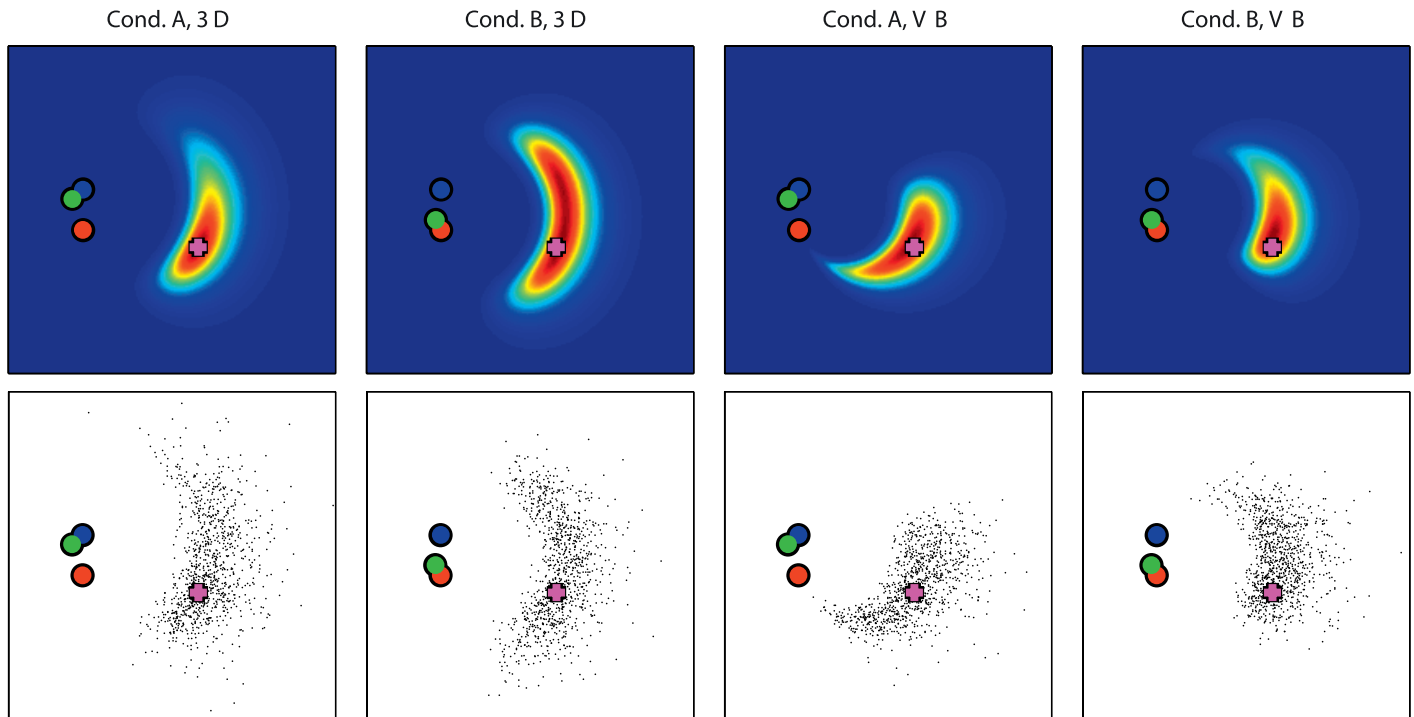 Cond. A, 3 D
Cond. B, 3 D
Cond. A, V B
Cond. B, V B